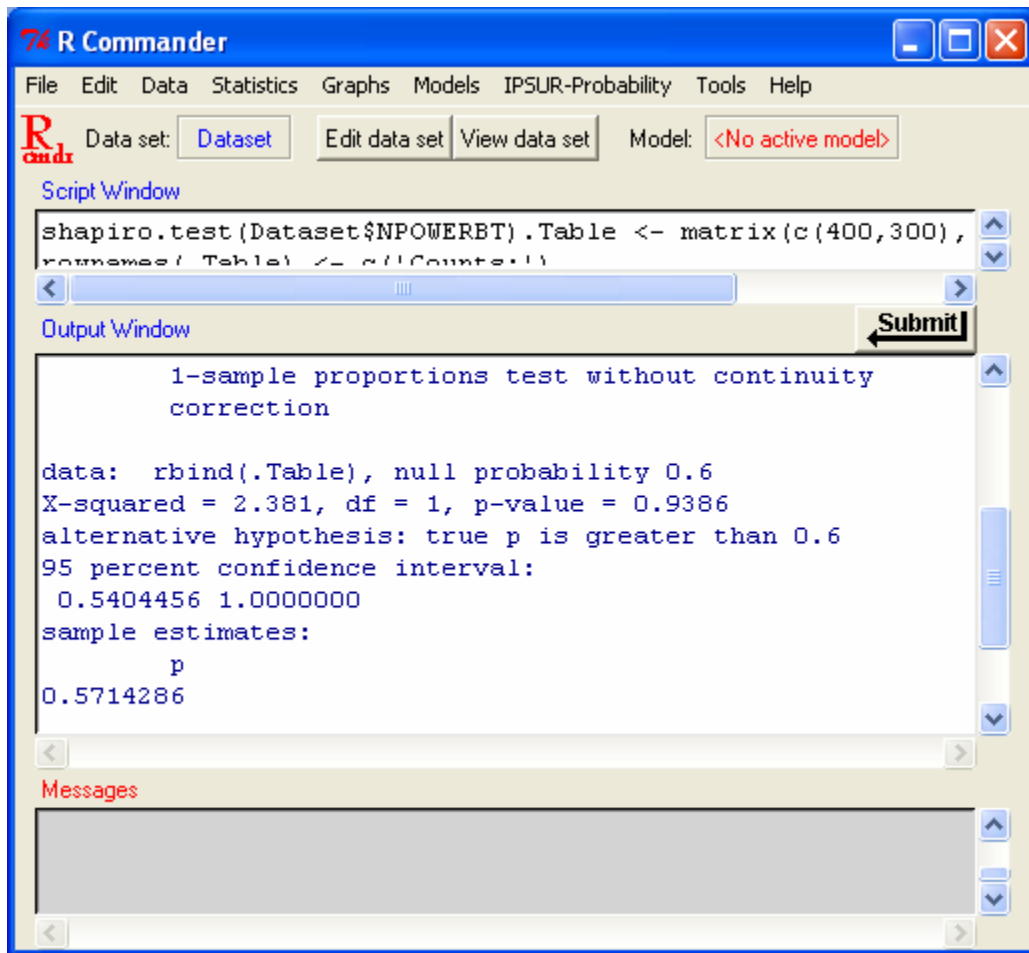 R Commander
File Edit Data Statistics Graphs Models IPSUR-Probability Tools Help
R cmdr Data set: Dataset Edit data set View data set Model: <No active model>
Script Window
shapiro.test(Dataset$NPOWERBT).Table <- matrix(c(400,300),
rownames(.Table) <- c('Counts:')
Output Window
Submit
1-sample proportions test without continuity
correction
data: rbind(.Table), null probability 0.6
X-squared = 2.381, df = 1, p-value = 0.9386
alternative hypothesis: true p is greater than 0.6
95 percent confidence interval:
0.5404456 1.0000000
sample estimates:
p
0.5714286
Messages